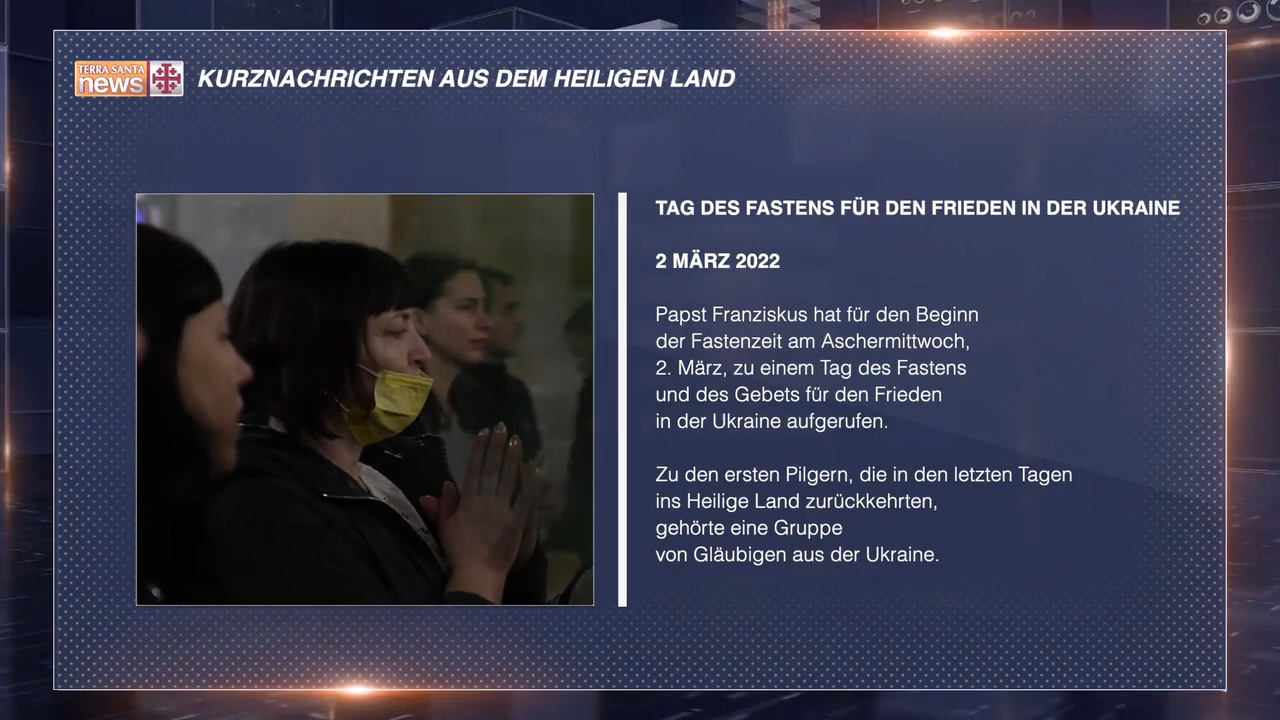 TERRA SANTA
news
KURZNACHRICHTEN AUS DEM HEILIGEN LAND
TAG DES FASTENS FÜR DEN FRIEDEN IN DER UKRAINE
2 MÄRZ 2022
Papst Franziskus hat für den Beginn
der Fastenzeit am Aschermittwoch,
2. März, zu einem Tag des Fastens
und des Gebets für den Frieden
in der Ukraine aufgerufen.
Zu den ersten Pilgern, die in den letzten Tagen
ins Heilige Land zurückkehrten,
gehörte eine Gruppe
von Gläubigen aus der Ukraine.